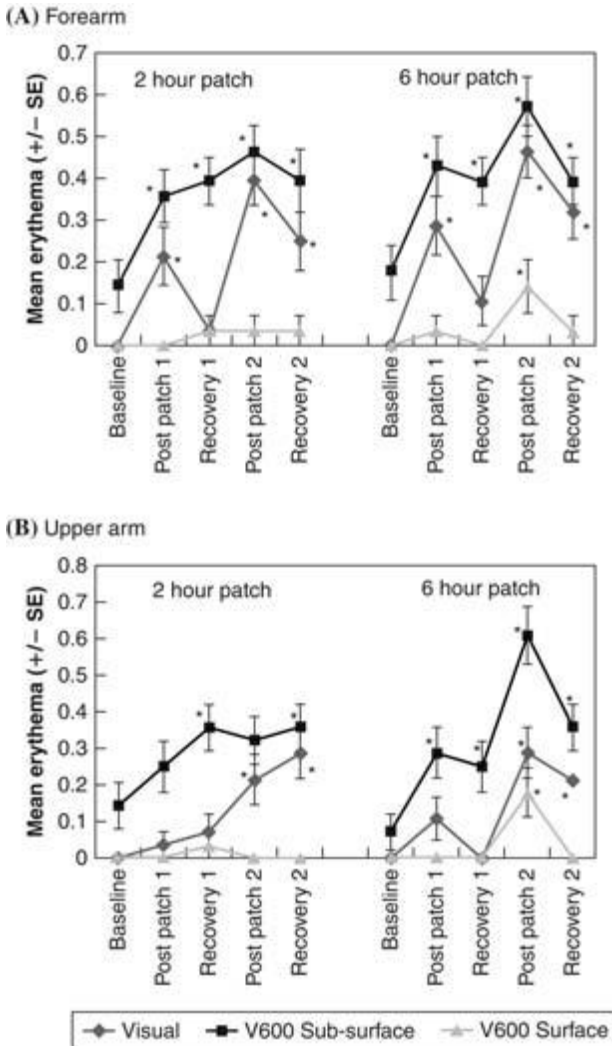 (A) Forearm
Mean erythema (+/– SE)
0.7
0.6
0.5
0.4
0.3
0.2
0.1
0
2 hour patch
6 hour patch
* * * * * * *
* * * * * * * *
Baseline
Post patch 1
Recovery 1
Post patch 2
Recovery 2
Baseline
Post patch 1
Recovery 1
Post patch 2
Recovery 2
(B) Upper arm
Mean erythema (+/– SE)
0.8
0.7
0.6
0.5
0.4
0.3
0.2
0.1
0
2 hour patch
6 hour patch
* * * *
* * * * * * *
Baseline
Post patch 1
Recovery 1
Post patch 2
Recovery 2
Baseline
Post patch 1
Recovery 1
Post patch 2
Recovery 2
Visual
V600 Sub-surface
V600 Surface